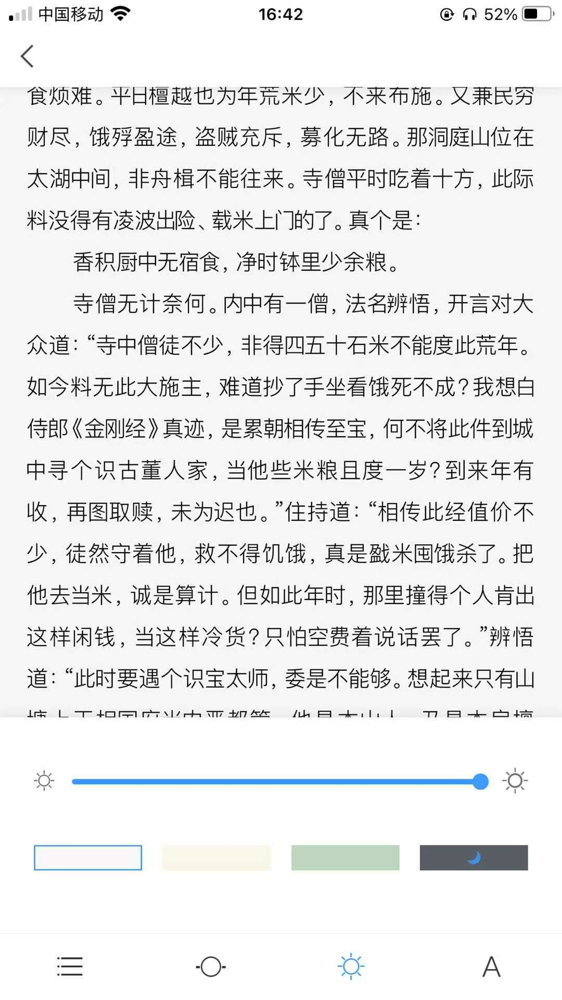 中国移动
16:42
52%
食烦难。平日檀越也为年荒米少，不来布施。又兼民穷
财尽，饿殍盈途，盗贼充斥，募化无路。那洞庭山位在
太湖中间，非舟楫不能往来。寺僧平时吃着十方，此际
料没得有凌波出险、载米上门的了。真个是：
香积厨中无宿食，净时钵里少余粮。
寺僧无计奈何。内中有一僧，法名辨悟，开言对大
众道：“寺中僧徒不少，非得四五十石米不能度此荒年。
如今料无此大施主，难道抄了手坐看饿死不成？我想白
侍郎《金刚经》真迹，是累朝相传至宝，何不将此件到城
中寻个识古董人家，当他些米粮且度一岁？到来年有
收，再图取赎，未为迟也。”住持道：“相传此经值价不
少，徒然守着他，救不得饥饿，真是戤米囤饿杀了。把
他去当米，诚是算计。但如此年时，那里撞得个人肯出
这样闲钱，当这样冷货？只怕空费着说话罢了。”辨悟
道：“此时要遇个识宝太师，委是不能够。想起来只有山
A